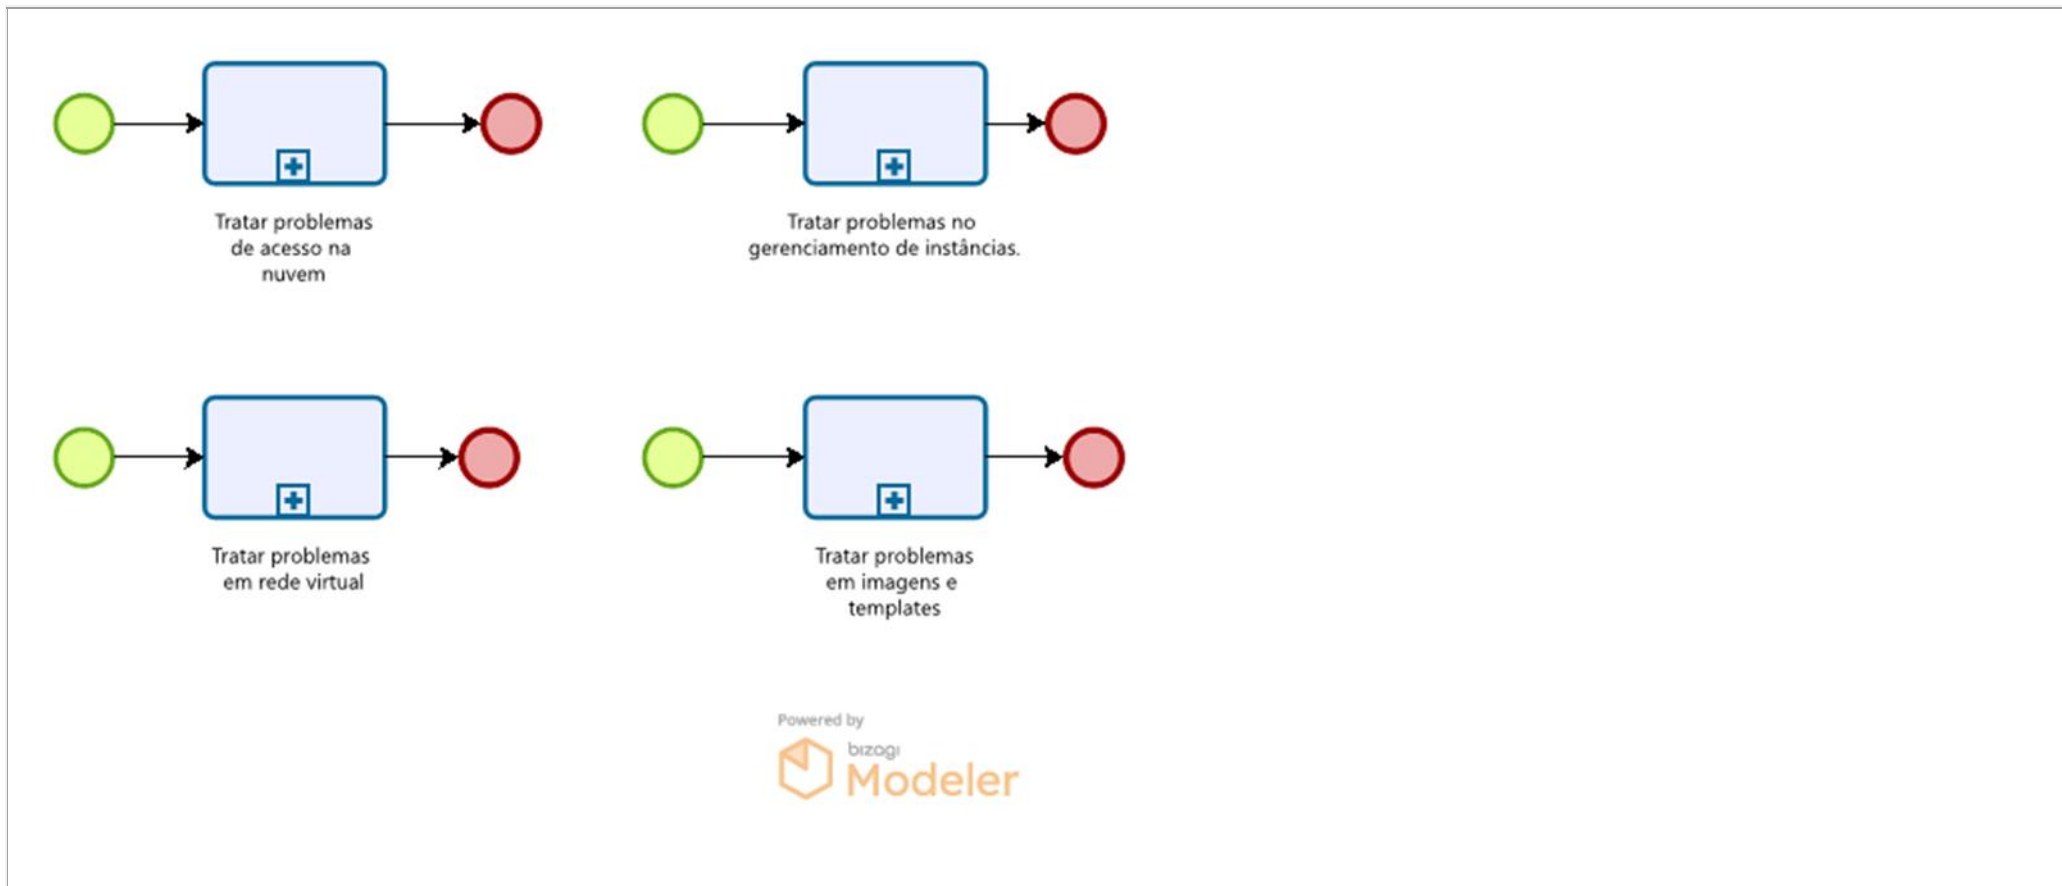 Tratar problemas
de acesso na
nuvem
Tratar problemas no
gerenciamento de instâncias.
Tratar problemas
em rede virtual
Tratar problemas
em imagens e
templates
Powered by
bizagi
Modeler